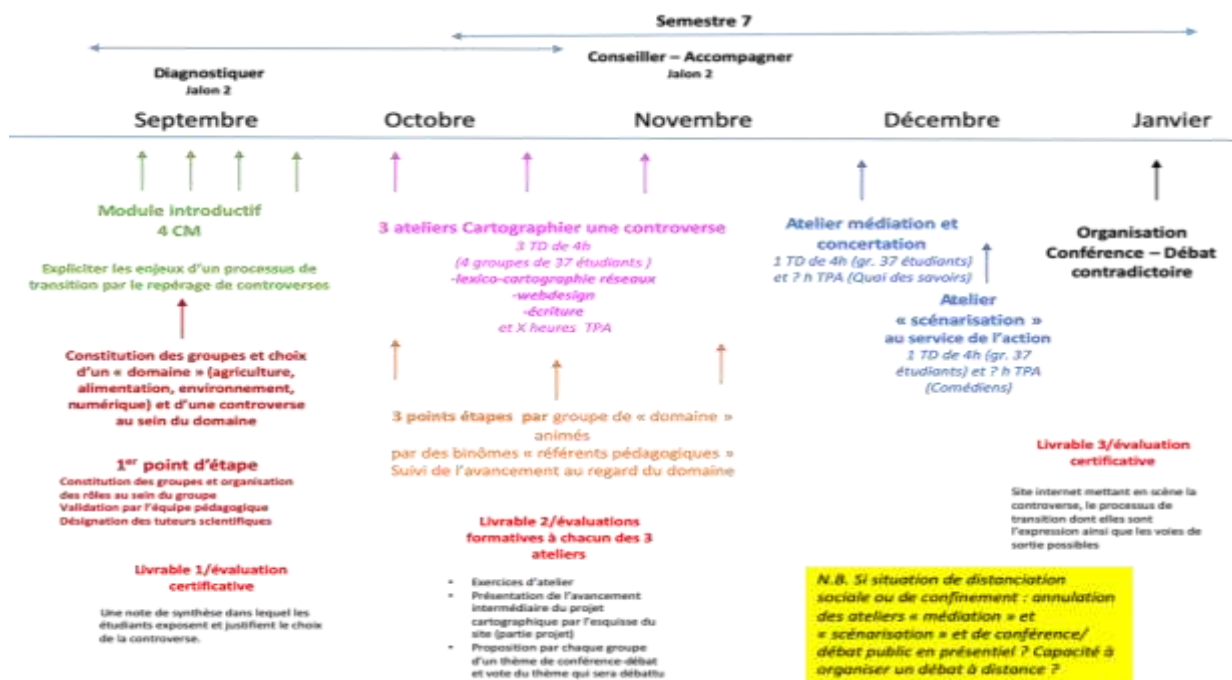 Semestre 7
Diagnostiquer
Jalon 2
Conseiller – Accompagner
Jalon 2
Septembre
Octobre
Novembre
Décembre
Janvier
Module introductif
4 CM
Expliciter les enjeux d'un processus de
transition par le repérage de controverses
Constitution des groupes et choix
d'un « domaine » (agriculture,
alimentation, environnement,
numérique) et d'une controverse
au sein du domaine
1er point d'étape
Constitution des groupes et organisation
des rôles au sein du groupe
Validation par l'équipe pédagogique
Désignation des tuteurs scientifiques
Livrable 1/évaluation
certificative
Une note de synthèse dans lequel les
étudiants exposent et justifient le choix
de la controverse.
3 ateliers Cartographier une controverse
3 TD de 4h
(4 groupes de 37 étudiants )
-lexico-cartographie réseaux
-webdesign
-écriture
et X heures TPA
3 points étapes par groupe de « domaine »
animés
par des binômes « référents pédagogiques »
Suivi de l'avancement au regard du domaine
Livrable 2/évaluations
formatives à chacun des 3
ateliers
• Exercices d'atelier
• Présentation de l'avancement
intermédiaire du projet
cartographique par l'esquisse du
site (partie projet)
• Proposition par chaque groupe
d'un thème de conférence-débat
et vote du thème qui sera débattu
Atelier médiation et
concertation
1 TD de 4h (gr. 37 étudiants)
et ? h TPA (Quai des savoirs)
Atelier
« scénarisation »
au service de l'action
1 TD de 4h (gr. 37
étudiants) et ? h TPA
(Comédiens)
Organisation
Conférence – Débat
contradictoire
Livrable 3/évaluation
certificative
Site internet mettant en scène la
controverse, le processus de
transition dont elles sont
l'expression ainsi que les voies de
sortie possibles
N.B. Si situation de distanciation
sociale ou de confinement : annulation
des ateliers « médiation » et
« scénarisation » et de conférence/
débat public en présentiel ? Capacité à
organiser un débat à distance ?